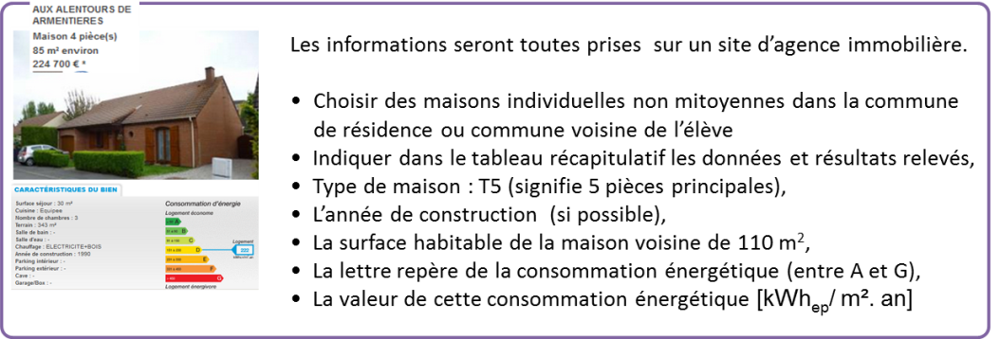 AUX ALENTOURS DE
ARMENTIERES
Maison 4 pièce(s)
85 m² environ
224 700 € *
CARACTÉRISTIQUES DU BIEN
Surface séjour : 30 m²
Cuisine : Equipee
Nombre de chambres : 3
Terrain : 343 m²
Salle de bain : -
Salle d'eau : -
Chauffage : ELECTRICITE+BOIS
Année de construction : 1990
Parking intérieur : -
Parking extérieur : -
Cave : -
Garage/Box : -
Consommation d'énergie
Logement économe
A
B
C
D
E
F
G
Logement
Logement énergivore
Les informations seront toutes prises sur un site d’agence immobilière.
• Choisir des maisons individuelles non mitoyennes dans la commune
de résidence ou commune voisine de l’élève
• Indiquer dans le tableau récapitulatif les données et résultats relevés,
• Type de maison : T5 (signifie 5 pièces principales),
• L’année de construction (si possible),
• La surface habitable de la maison voisine de 110 m²,
• La lettre repère de la consommation énergétique (entre A et G),
• La valeur de cette consommation énergétique [kWhep/ m². an]